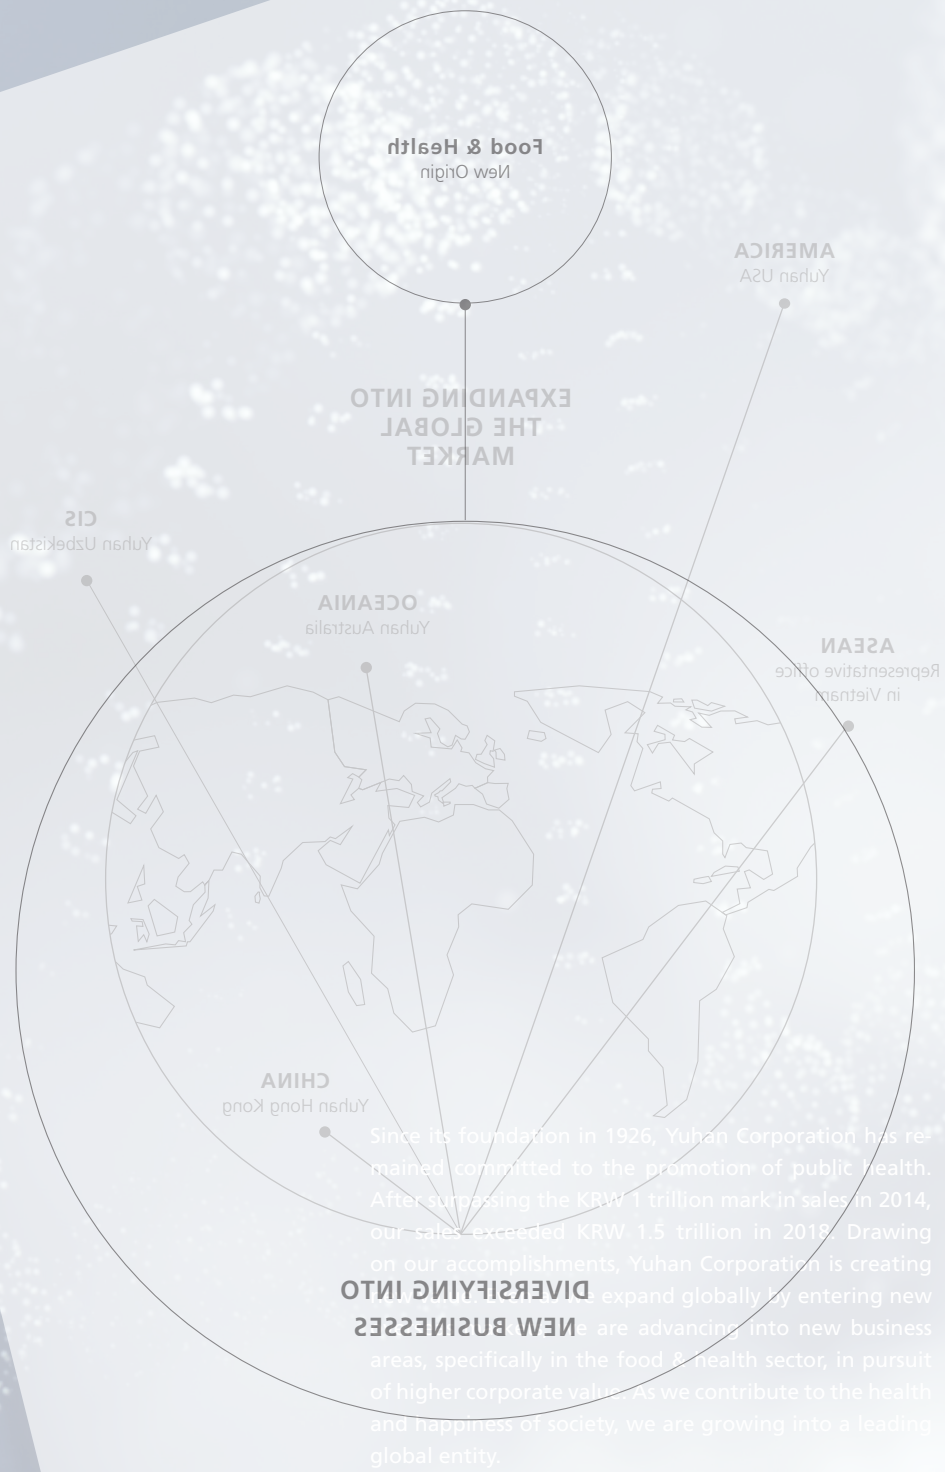 Food & Health
New Origin
AMERICA
Yuhan USA
EXPANDING INTO
THE GLOBAL
MARKET
CIS
Yuhan Uzbekistan
OCEANIA
Yuhan Australia
ASEAN
Representative office
in Vietnam
CHINA
Yuhan Hong Kong
Since its foundation in 1926, Yuhan Corporation has re-
mained committed to the promotion of public health.
After surpassing the KRW 1 trillion mark in sales in 2014,
our sales exceeded KRW 1.5 trillion in 2018. Drawing
on our accomplishments, Yuhan Corporation is creating
we expand globally by entering new
we are advancing into new business
areas, specifically in the food & health sector, in pursuit
of higher corporate value. As we contribute to the health
and happiness of society, we are growing into a leading
global entity.
DIVERSIFYING INTO
NEW BUSINESSES